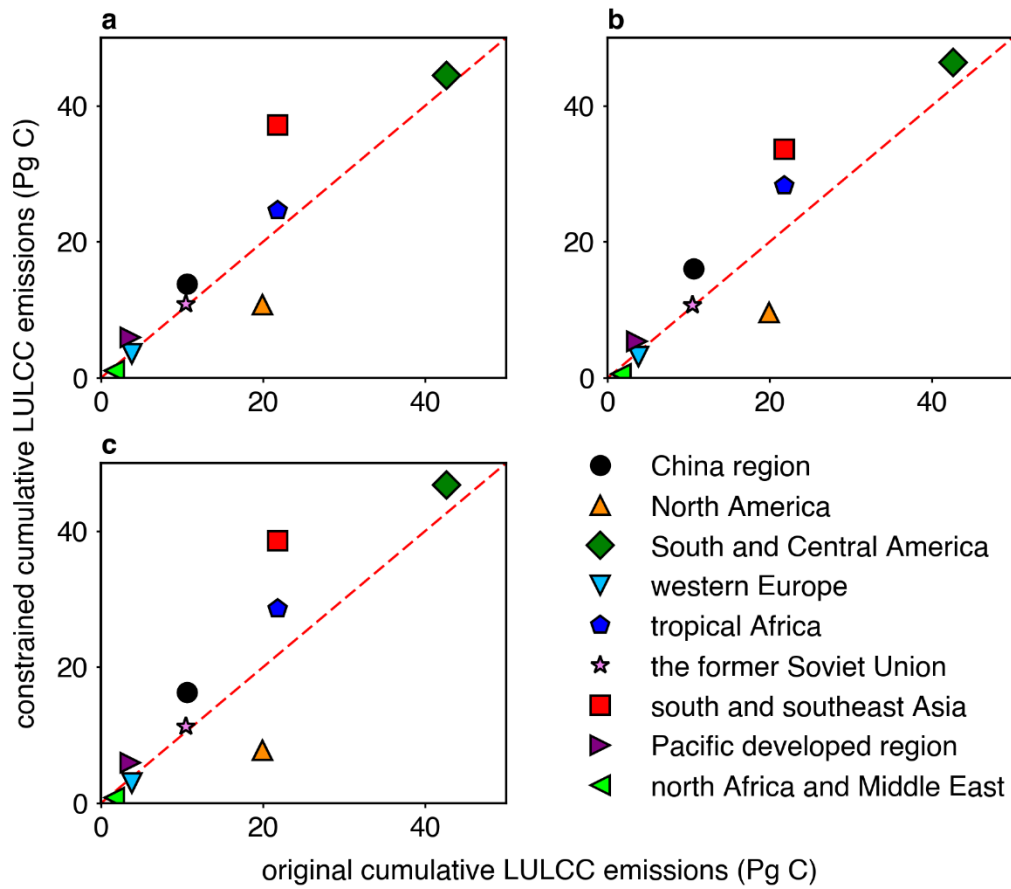 a
b
40
20
0
0
20
40
40
20
0
0
20
40
c
40
20
0
0
20
40
constrained cumulative LULCC emissions (Pg C)
original cumulative LULCC emissions (Pg C)
China region
North America
South and Central America
western Europe
tropical Africa
the former Soviet Union
south and southeast Asia
Pacific developed region
north Africa and Middle East